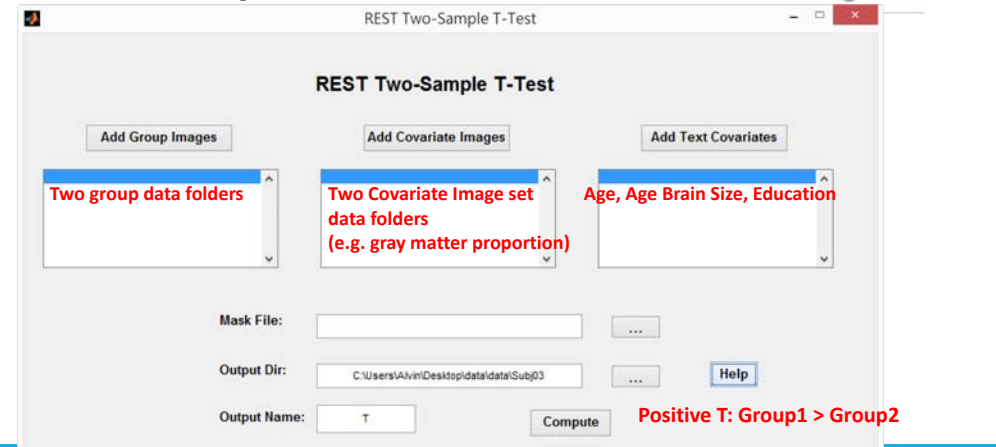 REST Two-Sample T-Test
REST Two-Sample T-Test
Add Group Images
Add Covariate Images
Add Text Covariates
Two group data folders
Two Covariate Image set
data folders
(e.g. gray matter proportion)
Age, Age Brain Size, Education
Mask File:
...
Output Dir:
C:\Users\Alvin\Desktop\data\data\Subj03
...
Help
Output Name:
T
Compute
Positive T: Group1 > Group2